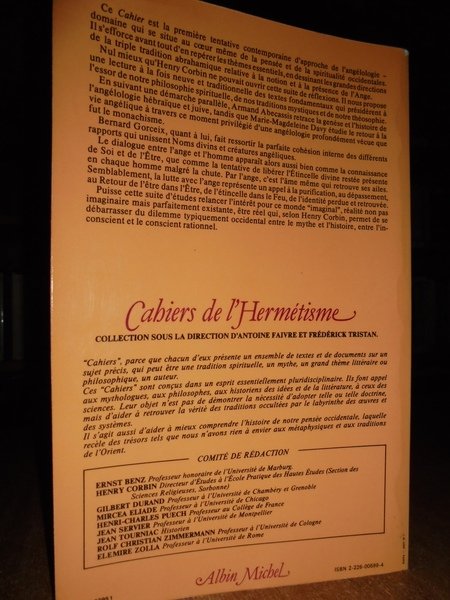 Ce Cahier est la première tentative contemporaine d'approche de l'angélologie -
domaine qui se situe au cœur même de la pensée et de la spiritualité occidentales.
Il s'efforce avant tout d'en repérer les thèmes essentiels, en dessinant les grandes directions
de la triple tradition abrahamique relative à la notion et à la présence de l'Ange.
Nul mieux qu'Henry Corbin ne pouvait ouvrir cette suite de réflexions. Il nous propose
une lecture à la fois neuve et traditionnelle des textes fondamentaux qui présidèrent à
l'essor de notre philosophie spirituelle, de nos traditions mystiques et de notre théosophie.
En suivant une démarche parallèle, Armand Abecassis retrace la genèse et l'histoire de
l'angélologie hébraïque et juive, tandis que Marie-Magdeleine Davy étudie le retour à la
vie angélique à travers ce moment privilégié d'une angélologie profondément vécue que
fut le monachisme.
Bernard Gorceix, quant à lui, fait ressortir la parfaite cohésion interne des différents
rapports qui unissent Noms divins et créatures angéliques.
Le dialogue entre l'ange et l'homme apparaît alors aussi bien comme la connaissance
de Soi et de l'Être, que comme la tentative de libérer l'Étincelle divine restée présente
en chaque homme malgré la chute. Par l'ange, c'est l'âme même qui retrouve ses ailes.
Semblablement, la lutte avec l'ange représente un appel à la purification, au dépassement,
au Retour de l'Être dans l'Être, de l'étincelle dans le Feu, de l'identité perdue et retrouvée.
Puisse cette suite d'études relancer l'intérêt pour ce monde "imaginal", réalité non pas
imaginaire mais parfaitement existante, être réel qui, selon Henry Corbin, permet de se
débarrasser du dilemme typiquement occidental entre le mythe et l'histoire, entre l'in-
conscient et le conscient rationnel.
Cahiers de l'Hermétisme
COLLECTION SOUS LA DIRECTION D'ANTOINE FAIVRE ET FRÉDÉRICK TRISTAN.
"Cahiers", parce que chacun d'eux présente un ensemble de textes et de documents sur un
sujet précis, qui peut être une tradition spirituelle, un mythe, un grand thème littéraire ou
philosophique, un auteur.
Ces "Cahiers" sont conçus dans un esprit essentiellement pluridisciplinaire. Ils font appel
aux mythologues, aux philosophes, aux historiens des idées et de la littérature, à ceux des
sciences. Leur objet n'est pas de démontrer la nécessité d'adopter telle ou telle doctrine,
mais d'aider à retrouver la vérité des traditions occultées par le labyrinthe des œuvres et
des systèmes.
Il s'agit aussi d'aider à mieux comprendre l'histoire de notre pensée occidentale, laquelle
recèle des trésors tels que nous n'avons rien à envier aux métaphysiques et aux traditions
de l'Orient.
COMITÉ DE RÉDACTION
ERNST BENZ Professeur honoraire de l'Université de Marburg.
HENRY CORBIN Directeur d'Études à l'École Pratique des Hautes Études (Section des
Sciences Religieuses, Sorbonne)
GILBERT DURAND Professeur à l'Université de Chambéry et Grenoble
MIRCEA ELIADE Professeur à l'Université de Chicago
HENRI-CHARLES PUECH Professeur au Collège de France
JEAN SERVIER Professeur à l'Université de Montpellier
JEAN TOURNIAC Historien
ROLF CHRISTIAN ZIMMERMANN Professeur à l'Université de Cologne
ELEMIRE ZOLLA Professeur à l'Université de Rome
Albin Michel
ISBN 2-226-00689-4